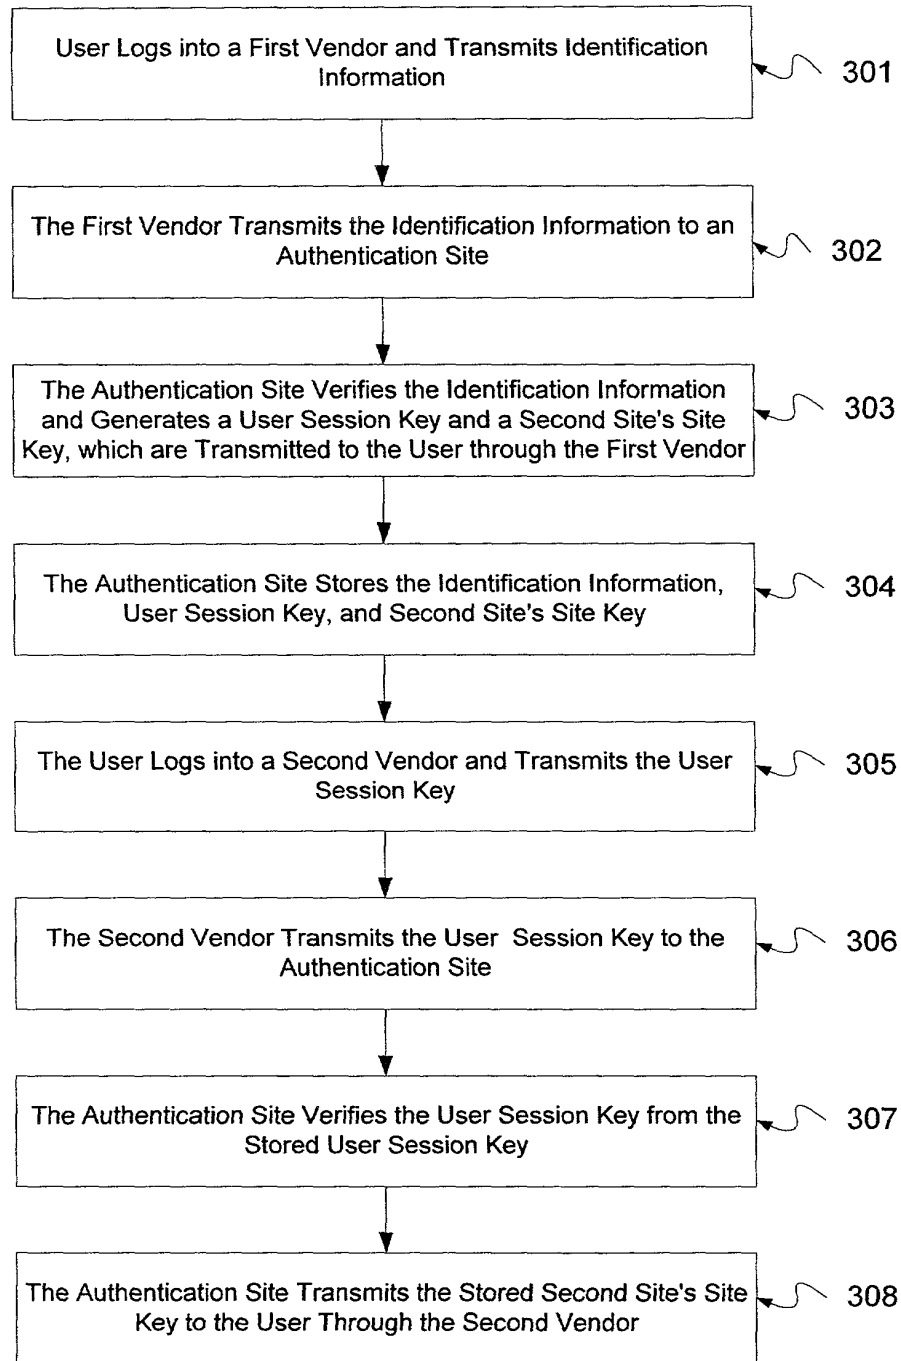 User Logs into a First Vendor and Transmits Identification
Information
301
The First Vendor Transmits the Identification Information to an
Authentication Site
302
The Authentication Site Verifies the Identification Information
and Generates a User Session Key and a Second Site's Site
Key, which are Transmitted to the User through the First Vendor
303
The Authentication Site Stores the Identification Information,
User Session Key, and Second Site's Site Key
304
The User Logs into a Second Vendor and Transmits the User
Session Key
305
The Second Vendor Transmits the User Session Key to the
Authentication Site
306
The Authentication Site Verifies the User Session Key from the
Stored User Session Key
307
The Authentication Site Transmits the Stored Second Site's Site
Key to the User Through the Second Vendor
308